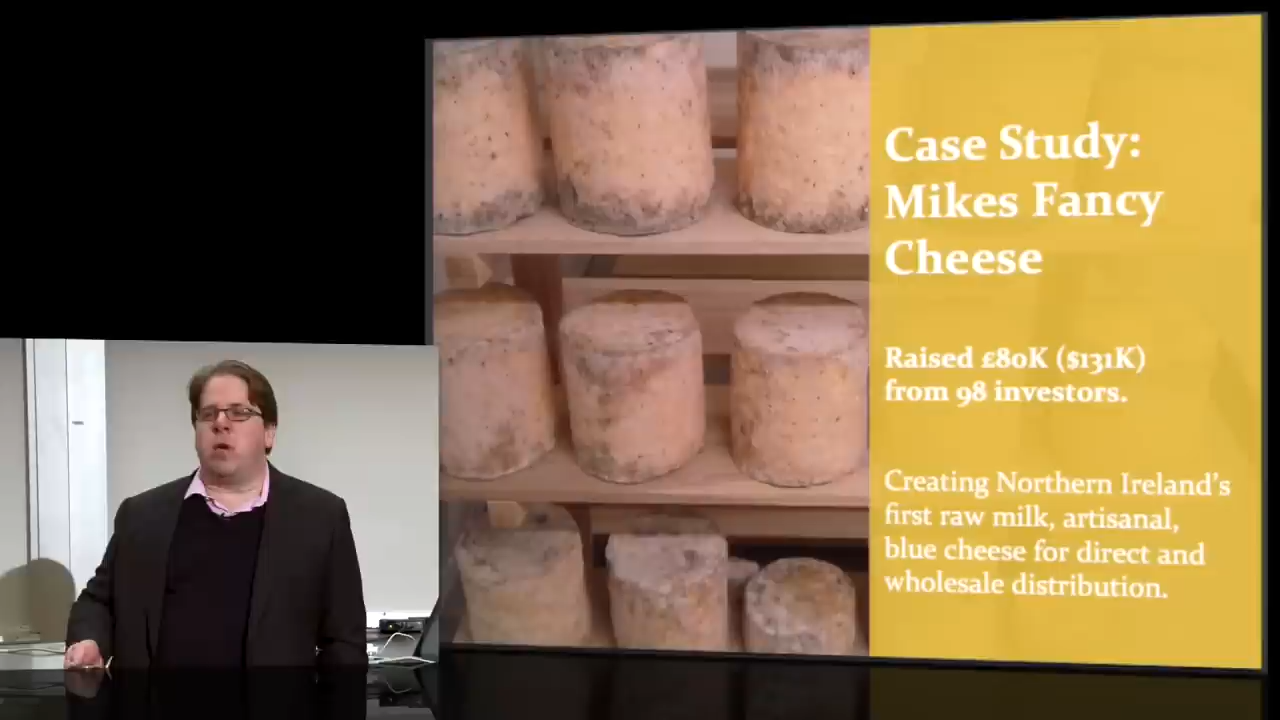 Case Study:
Mikes Fancy
Cheese
Raised £80K ($131K)
from 98 investors.
Creating Northern Ireland's
first raw milk, artisanal,
blue cheese for direct and
wholesale distribution.